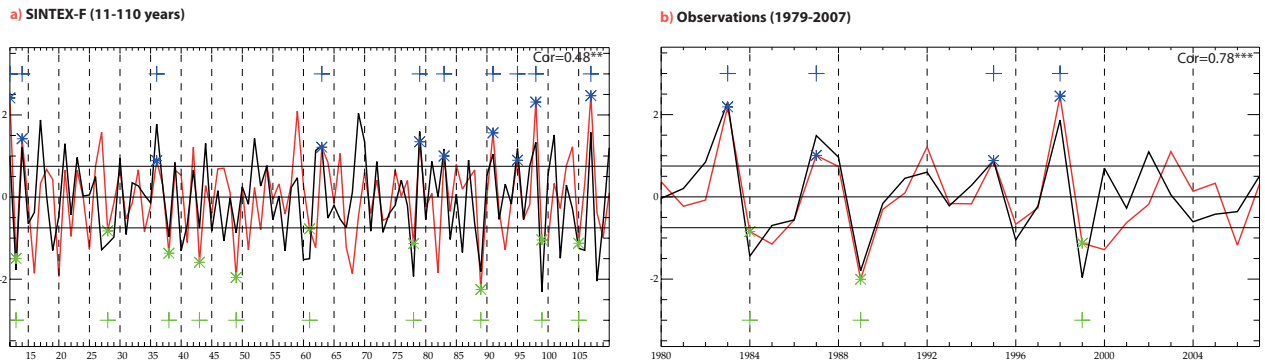 a) SINTEX-F (11-110 years)
Cor=0.48**
2
0
-2
15 20 25 30 35 40 45 50 55 60 65 70 75 80 85 90 95 100 105
b) Observations (1979-2007)
Cor=0.78***
2
0
-2
1980 1984 1988 1992 1996 2000 2004